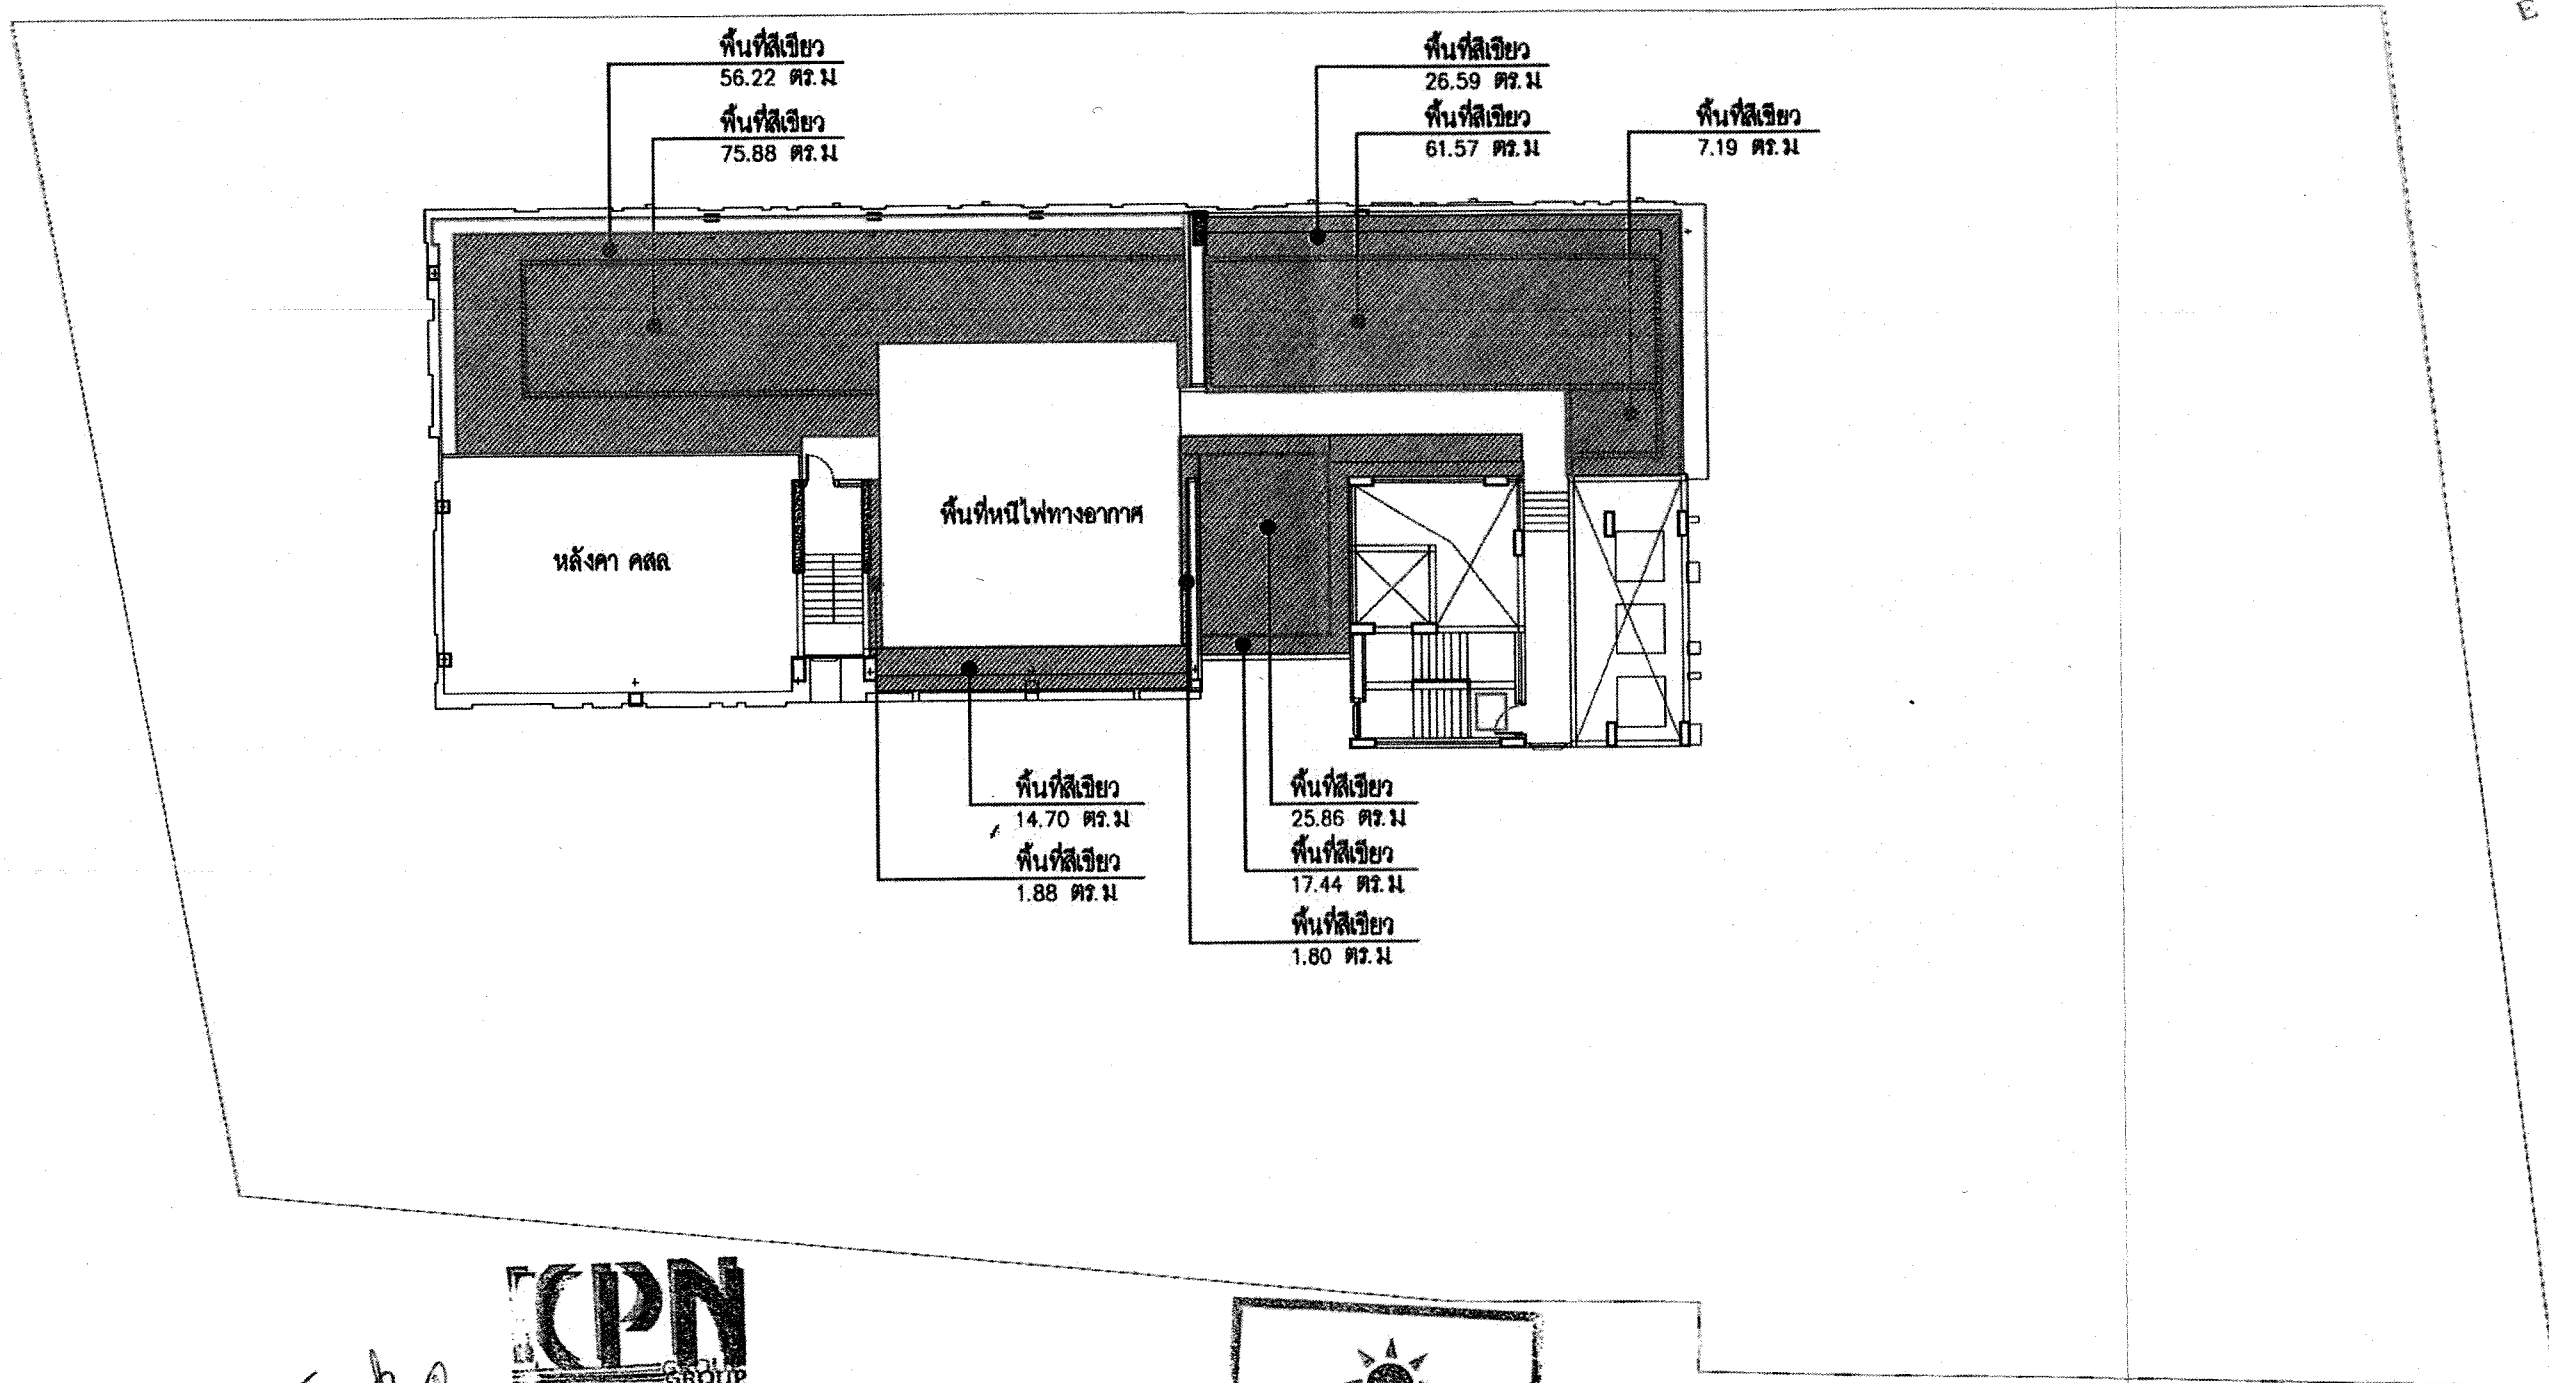 พื้นที่สีเขียว
56.22 ตร.ม
พื้นที่สีเขียว
75.88 ตร.ม
พื้นที่สีเขียว
26.59 ตร.ม
พื้นที่สีเขียว
61.57 ตร.ม
พื้นที่สีเขียว
7.19 ตร.ม
พื้นที่หนีไฟทางอากาศ
หลังคา คสล
พื้นที่สีเขียว
14.70 ตร.ม
พื้นที่สีเขียว
1.88 ตร.ม
พื้นที่สีเขียว
25.86 ตร.ม
พื้นที่สีเขียว
17.44 ตร.ม
พื้นที่สีเขียว
1.80 ตร.ม
E
CPN
GROUP